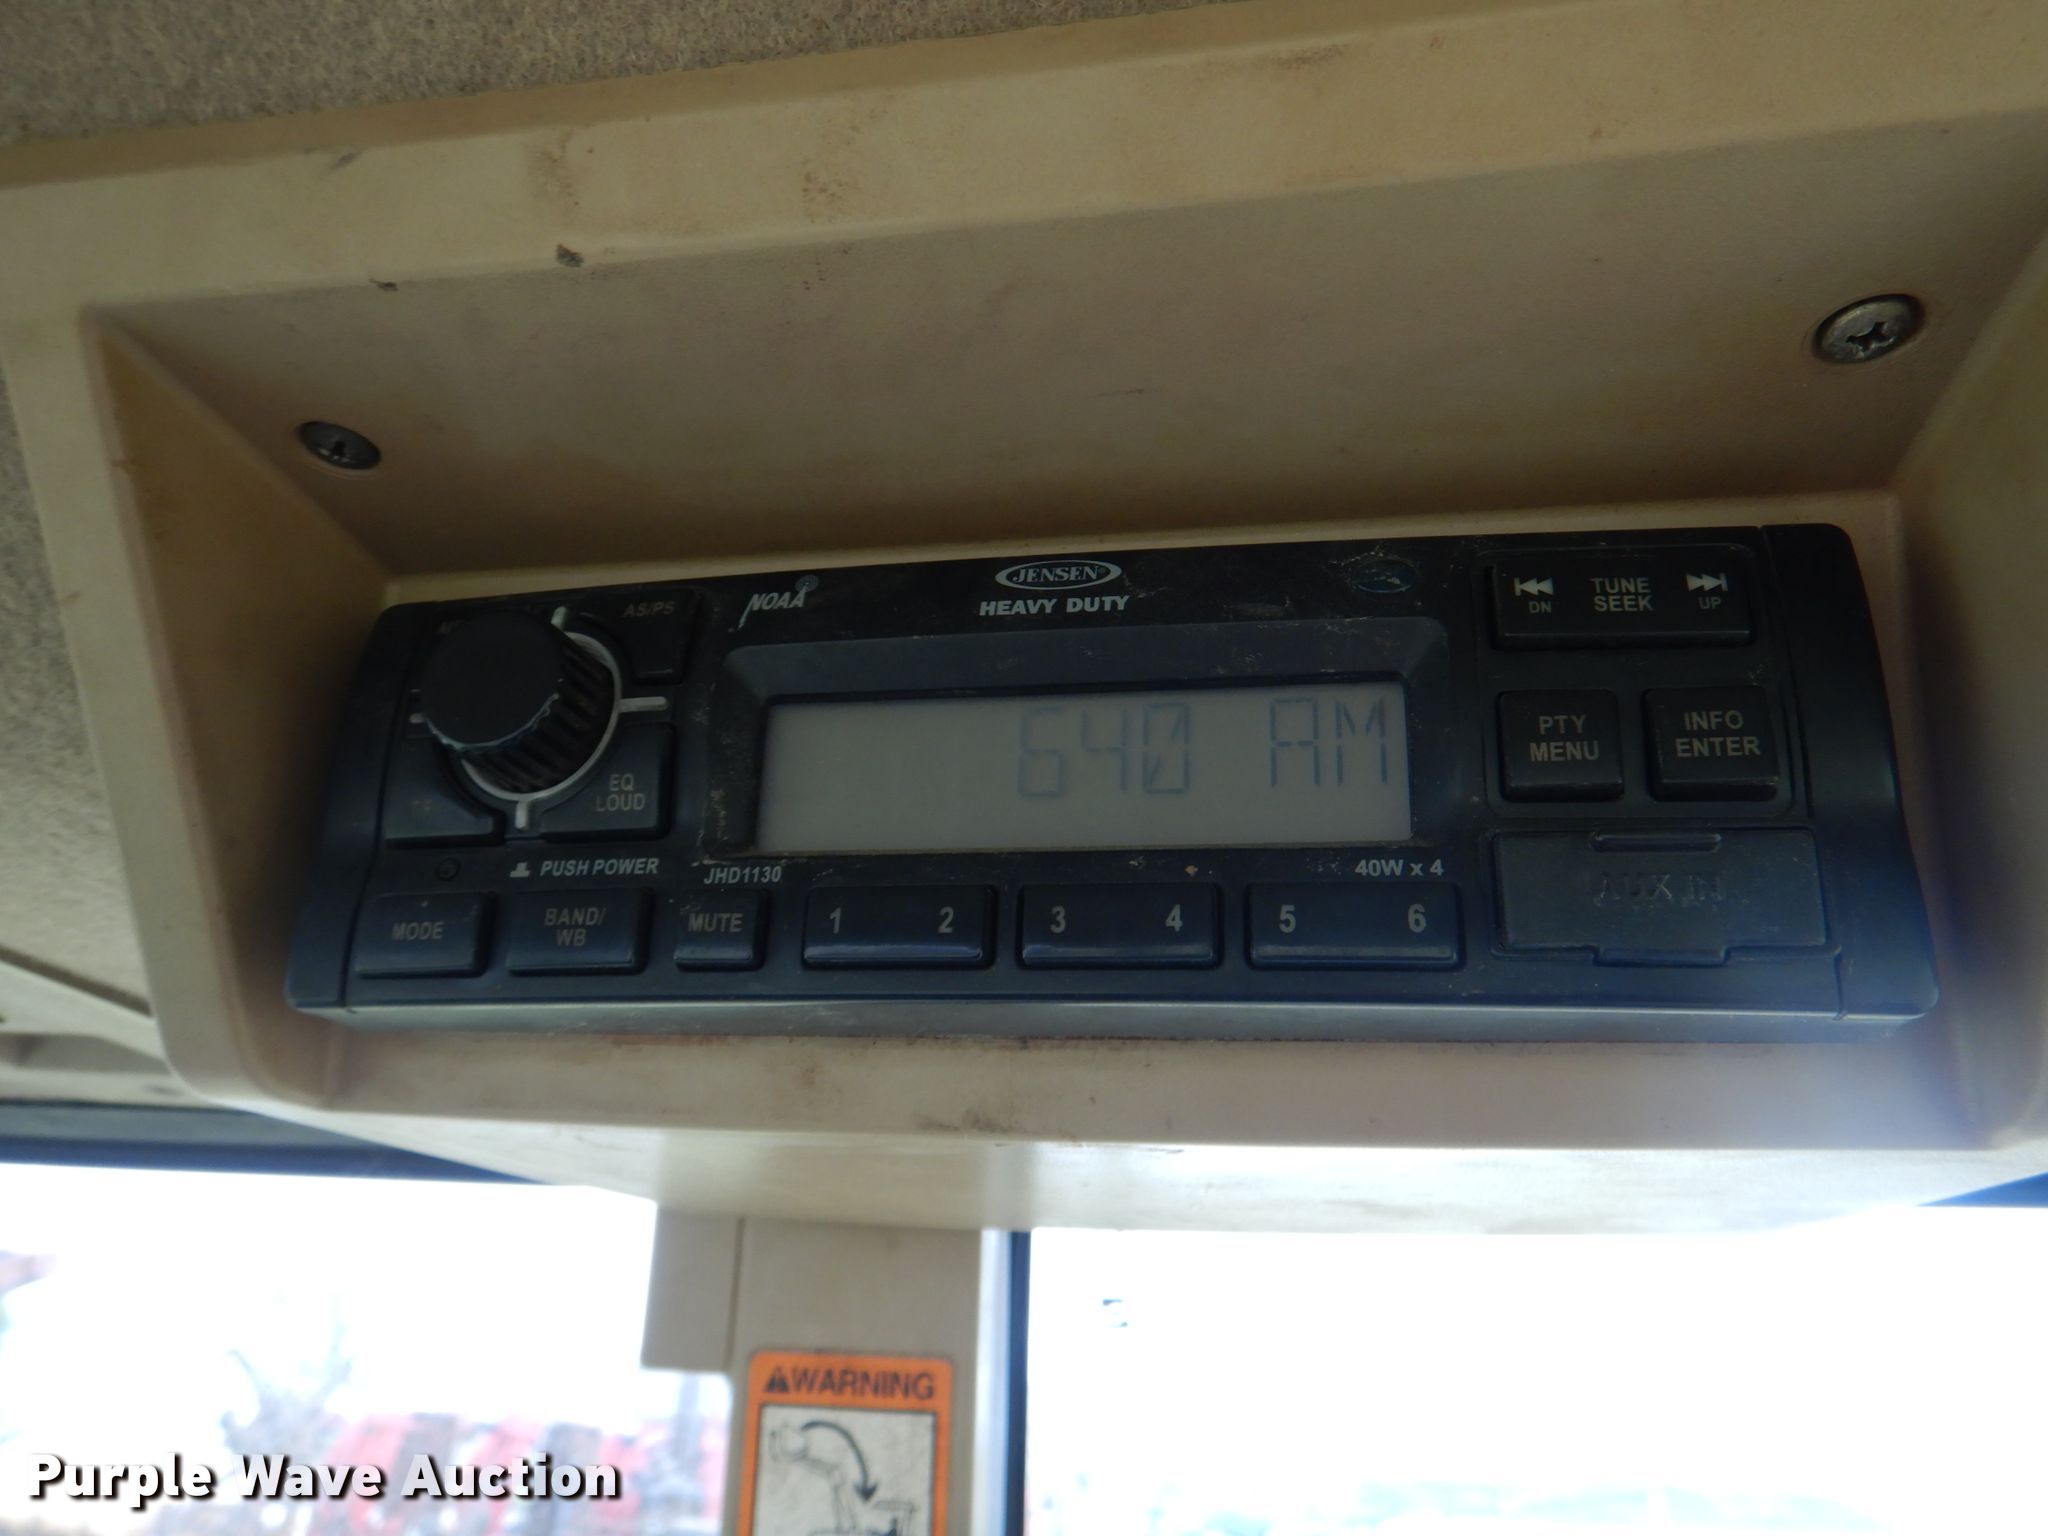 AS/PS
NOAA
JENSEN
HEAVY DUTY
DN
TUNE
SEEK
UP
640 AM
PTY
MENU
INFO
ENTER
EQ
LOUD
PUSH POWER
JHD1130
40W x 4
MODE
BAND/
WB
MUTE
1 2
3 4
5 6
AUX IN
WARNING
Purple Wave Auction